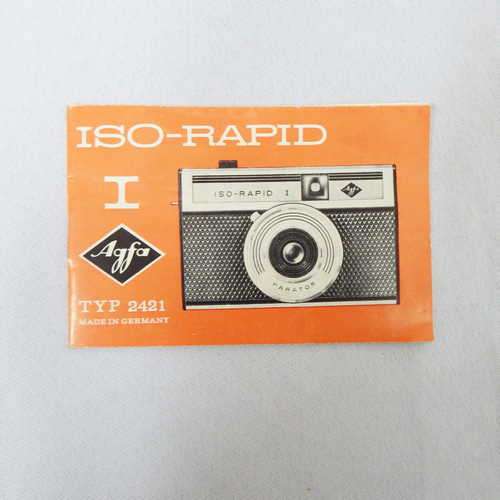 ISO-RAPID
I
Agfa
TYP 2421
MADE IN GERMANY
ISO-RAPID I
Agfa
PARATOR